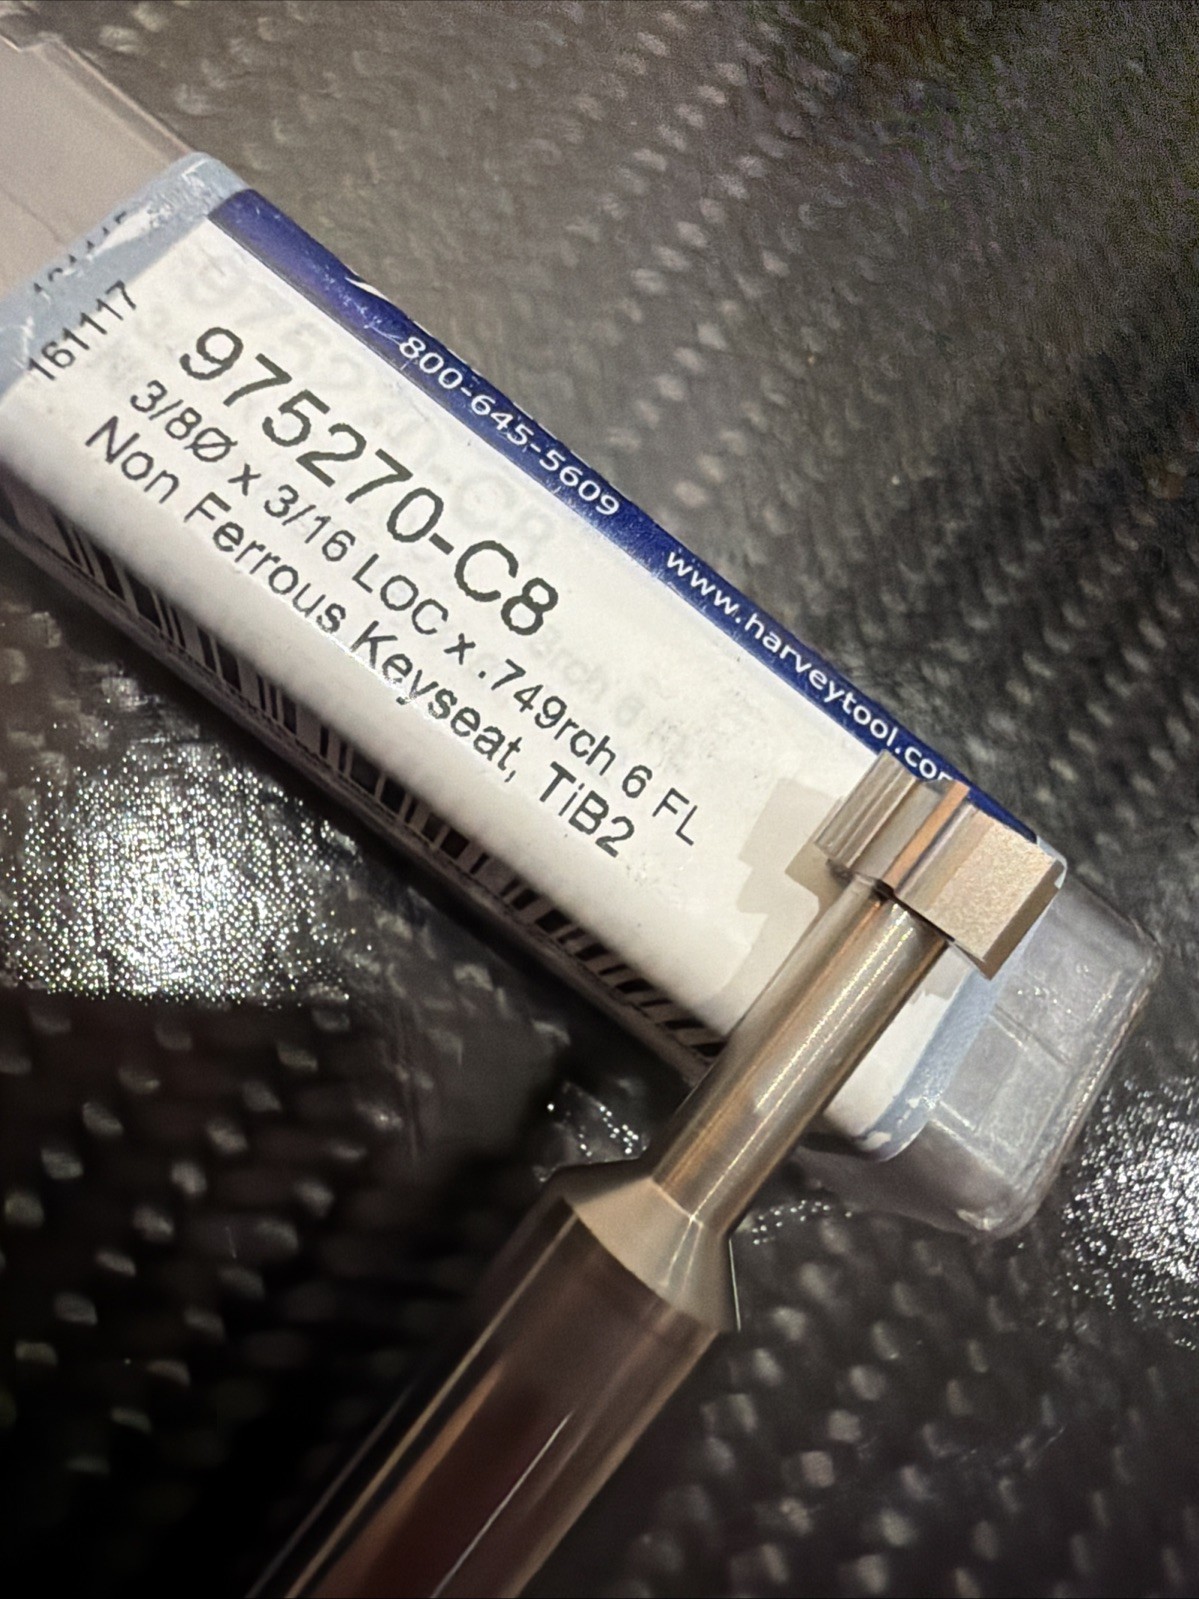 800-645-5609 www.harveytool.com
161117
975270-C8
3/8Ø x 3/16 LOC x .749rch 6 FL
Non Ferrous Keyseat, TiB2